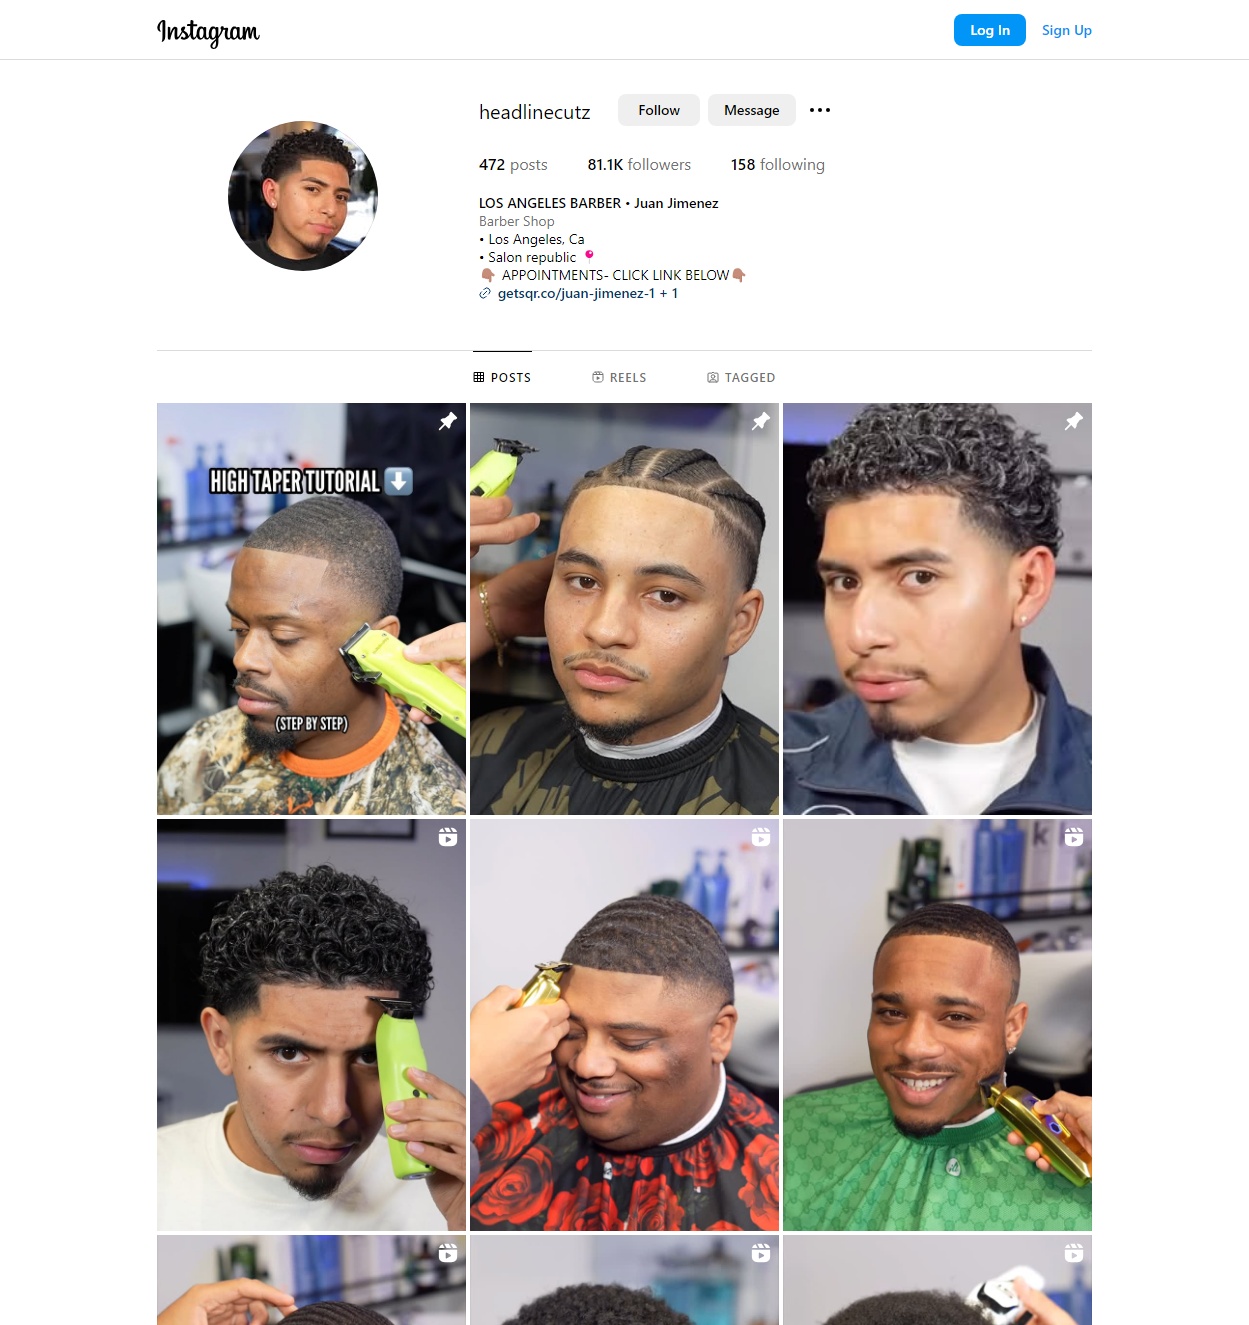 Instagram
Log In
Sign Up
headlinecutz
Follow
Message
472 posts
81.1K followers
158 following
LOS ANGELES BARBER • Juan Jimenez
Barber Shop
• Los Angeles, Ca
• Salon republic 📍
👇🏽 APPOINTMENTS- CLICK LINK BELOW👇🏽
getsqr.co/juan-jimenez-1 + 1
POSTS
REELS
TAGGED
HIGH TAPER TUTORIAL ⬇️
(STEP BY STEP)